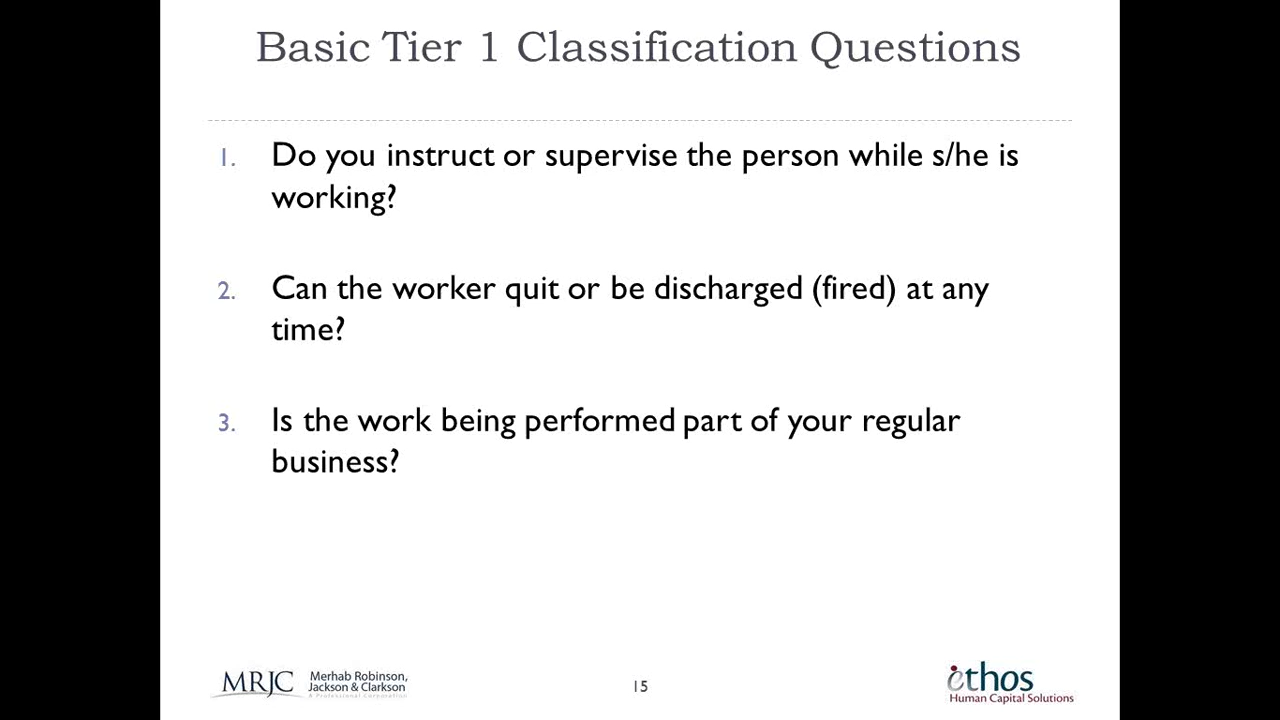 Basic Tier 1 Classification Questions
1. Do you instruct or supervise the person while s/he is
working?
2. Can the worker quit or be discharged (fired) at any
time?
3. Is the work being performed part of your regular
business?
MRJC Merhab Robinson,
Jackson & Clarkson
A Professional Corporation
15
ethos
Human Capital Solutions